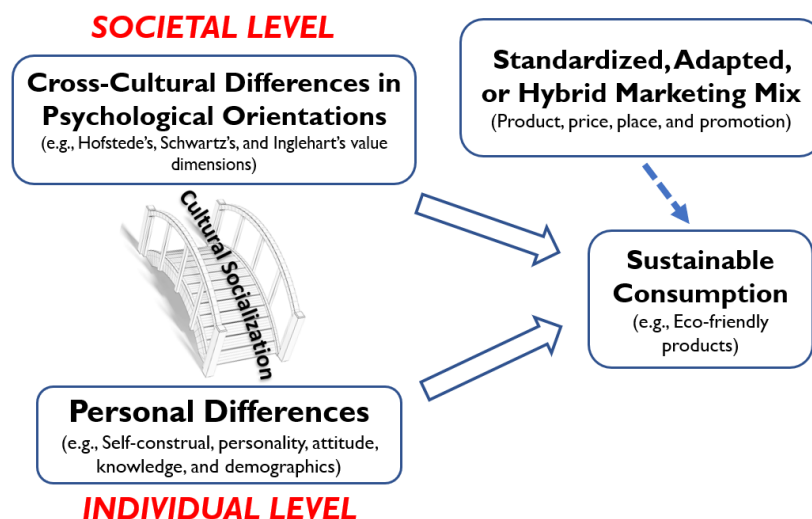 SOCIETAL LEVEL
Cross-Cultural Differences in
Psychological Orientations
(e.g., Hofstede's, Schwartz's, and Inglehart's value
dimensions)
Standardized, Adapted,
or Hybrid Marketing Mix
(Product, price, place, and promotion)
Cultural Socialization
Sustainable
Consumption
(e.g., Eco-friendly
products)
Personal Differences
(e.g., Self-construal, personality, attitude,
knowledge, and demographics)
INDIVIDUAL LEVEL